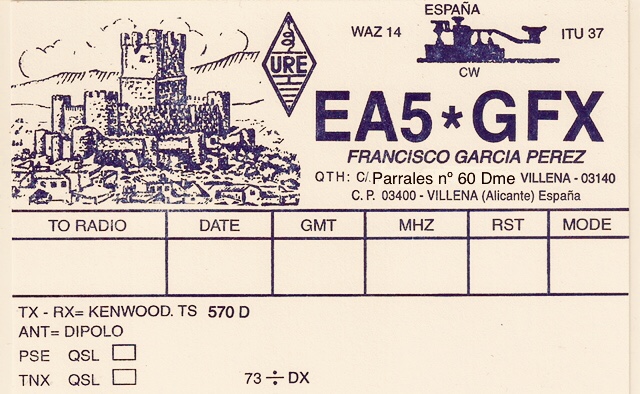 ESPAÑA
WAZ 14
ITU 37
CW
URE
EA5*GFX
FRANCISCO GARCIA PEREZ
QTH: C/. Parrales nº 60 Dme VILLENA - 03140
C. P. 03400 - VILLENA (Alicante) España
TO RADIO DATE GMT MHZ RST MODE
TX - RX= KENWOOD. TS 570 D
ANT= DIPOLO
PSE QSL
TNX QSL
73 ÷ DX